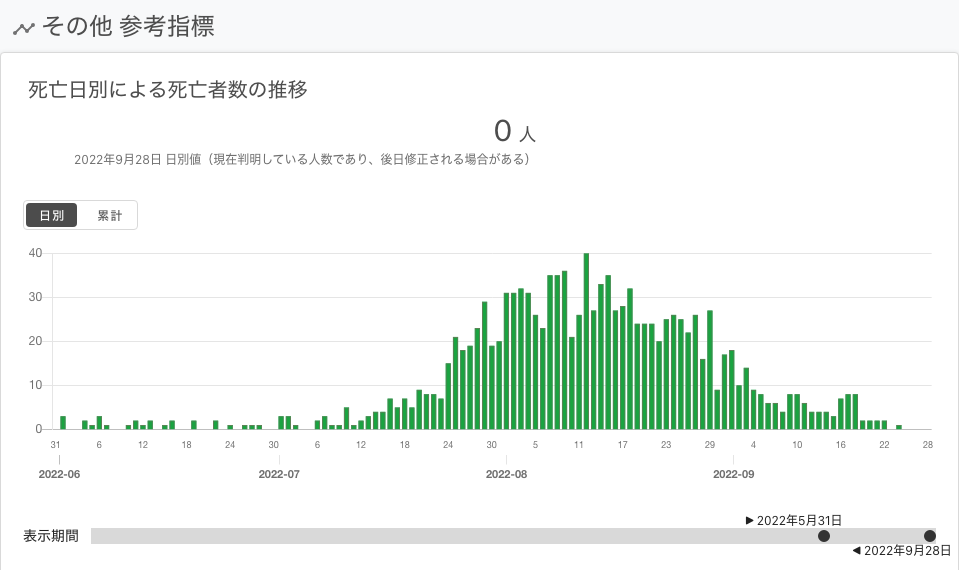 その他 参考指標
死亡日別による死亡者数の推移
0 人
2022年9月28日 日別値（現在判明している人数であり、後日修正される場合がある）
日別 累計
40
30
20
10
0
31 6 12 18 24 30 6 12 18 24 30 5 11 17 23 29 4 10 16 22 28
2022-06 2022-07 2022-08 2022-09
▶ 2022年5月31日
表示期間
◀ 2022年9月28日